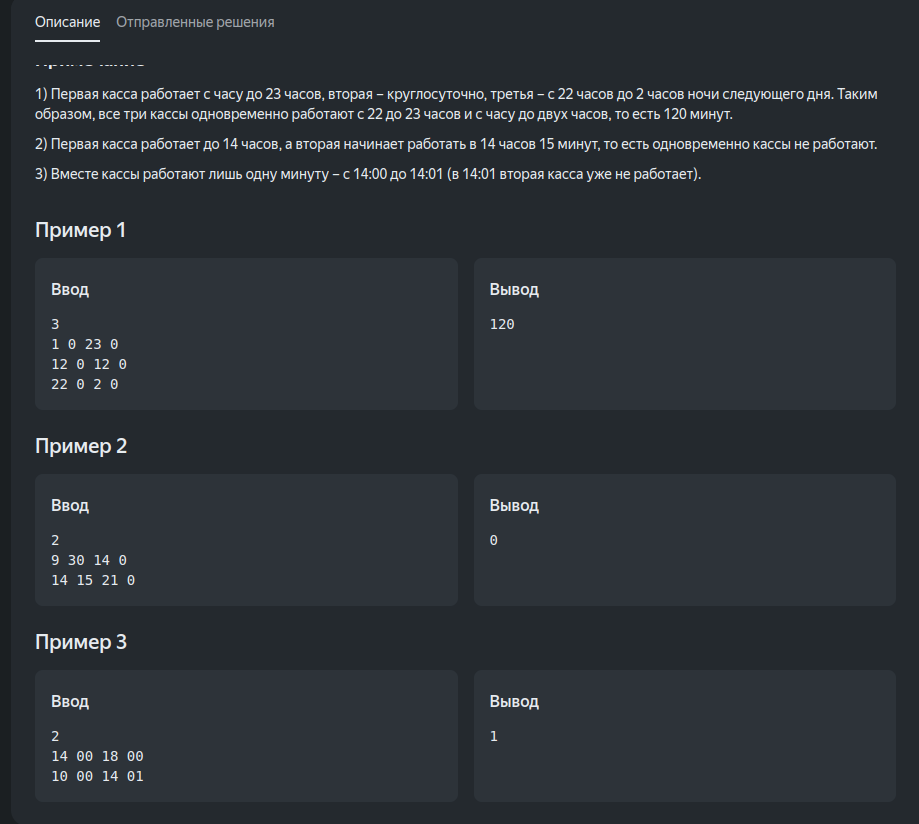 Описание Отправленные решения
1) Первая касса работает с часу до 23 часов, вторая – круглосуточно, третья – с 22 часов до 2 часов ночи следующего дня. Таким
образом, все три кассы одновременно работают с 22 до 23 часов и с часу до двух часов, то есть 120 минут.
2) Первая касса работает до 14 часов, а вторая начинает работать в 14 часов 15 минут, то есть одновременно кассы не работают.
3) Вместе кассы работают лишь одну минуту – с 14:00 до 14:01 (в 14:01 вторая касса уже не работает).
Пример 1
Ввод
3
1 0 23 0
12 0 12 0
22 0 2 0
Вывод
120
Пример 2
Ввод
2
9 30 14 0
14 15 21 0
Вывод
0
Пример 3
Ввод
2
14 00 18 00
10 00 14 01
Вывод
1